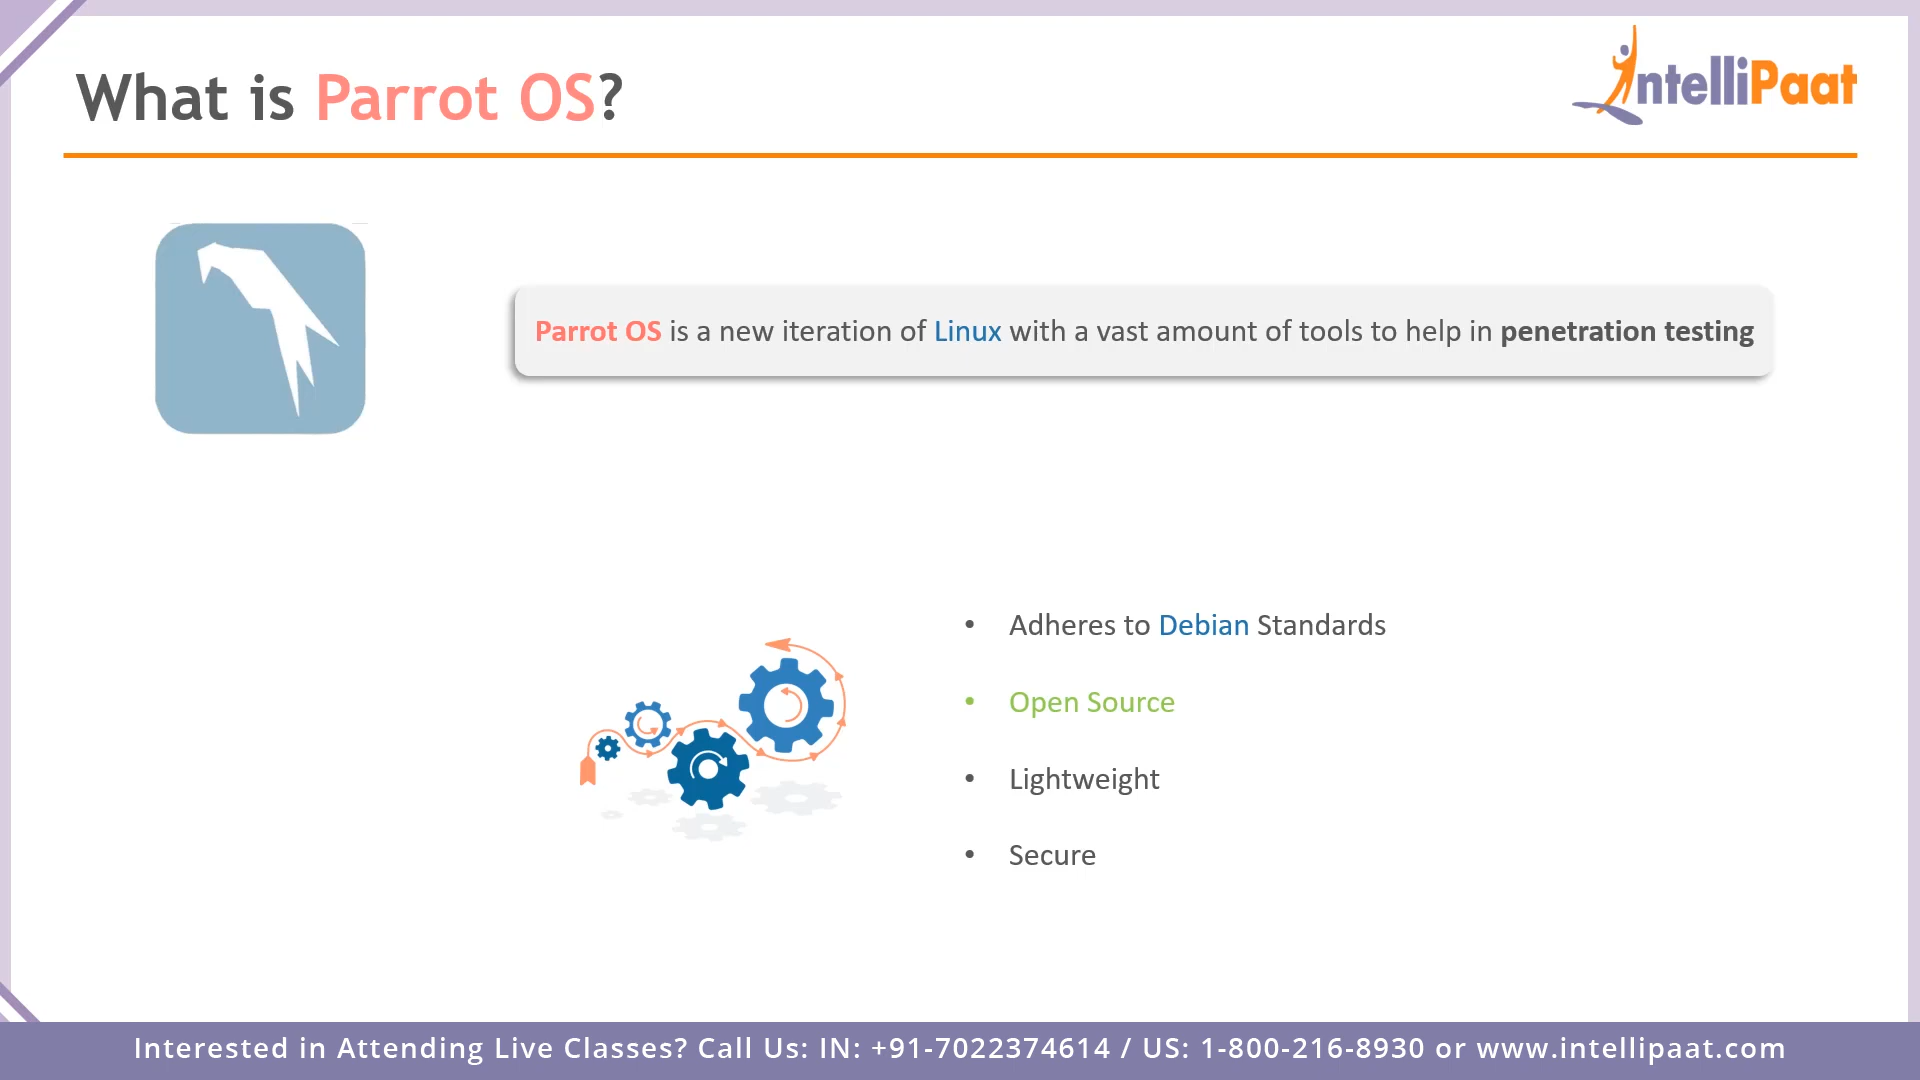 What is Parrot OS?
IntelliPaat
Parrot OS is a new iteration of Linux with a vast amount of tools to help in penetration testing
• Adheres to Debian Standards
• Open Source
• Lightweight
• Secure
Interested in Attending Live Classes? Call Us: IN: +91-7022374614 / US: 1-800-216-8930 or www.intellipaat.com